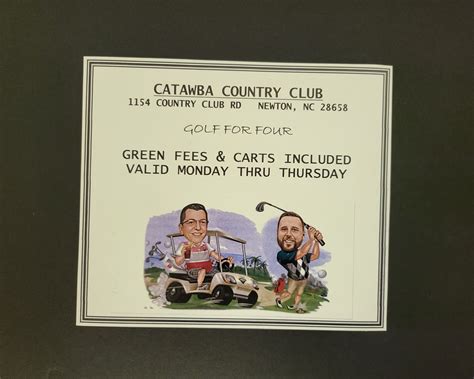 CATAWBA COUNTRY CLUB
1154 COUNTRY CLUB RD NEWTON, NC 28658
GOLF FOR FOUR
GREEN FEES & CARTS INCLUDED
VALID MONDAY THRU THURSDAY